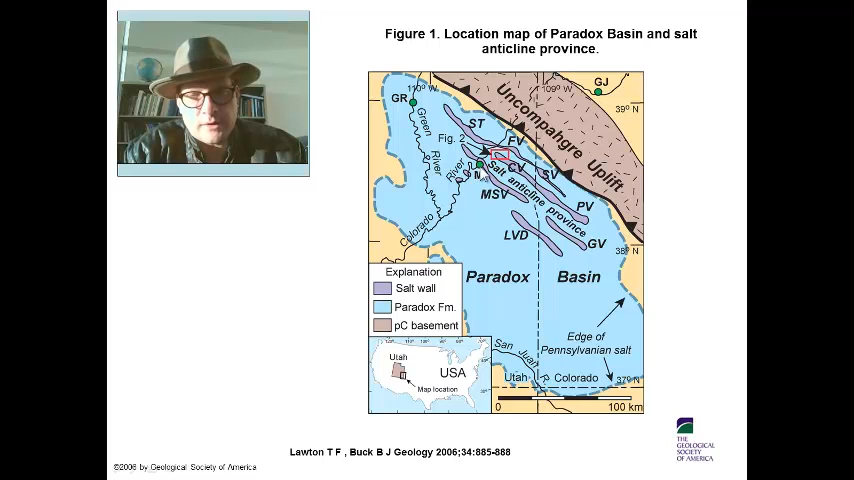 Figure 1. Location map of Paradox Basin and salt
anticline province.
110° W
109° W
GJ
GR
39° N
Uncompahgre Uplift
Green
River
ST
FV
Fig. 2
River
CV
SV
Salt anticline province
MSV
PV
Colorado
LVD
GV
38° N
Explanation
Salt wall
Paradox Fm.
pC basement
Paradox Basin
Edge of
Pennsylvanian salt
Utah
USA
Map location
San Juan R.
Utah
Colorado
37° N
0
100 km
Lawton T F , Buck B J Geology 2006;34:885-888
©2006 by Geological Society of America
THE
GEOLOGICAL
SOCIETY
OF AMERICA